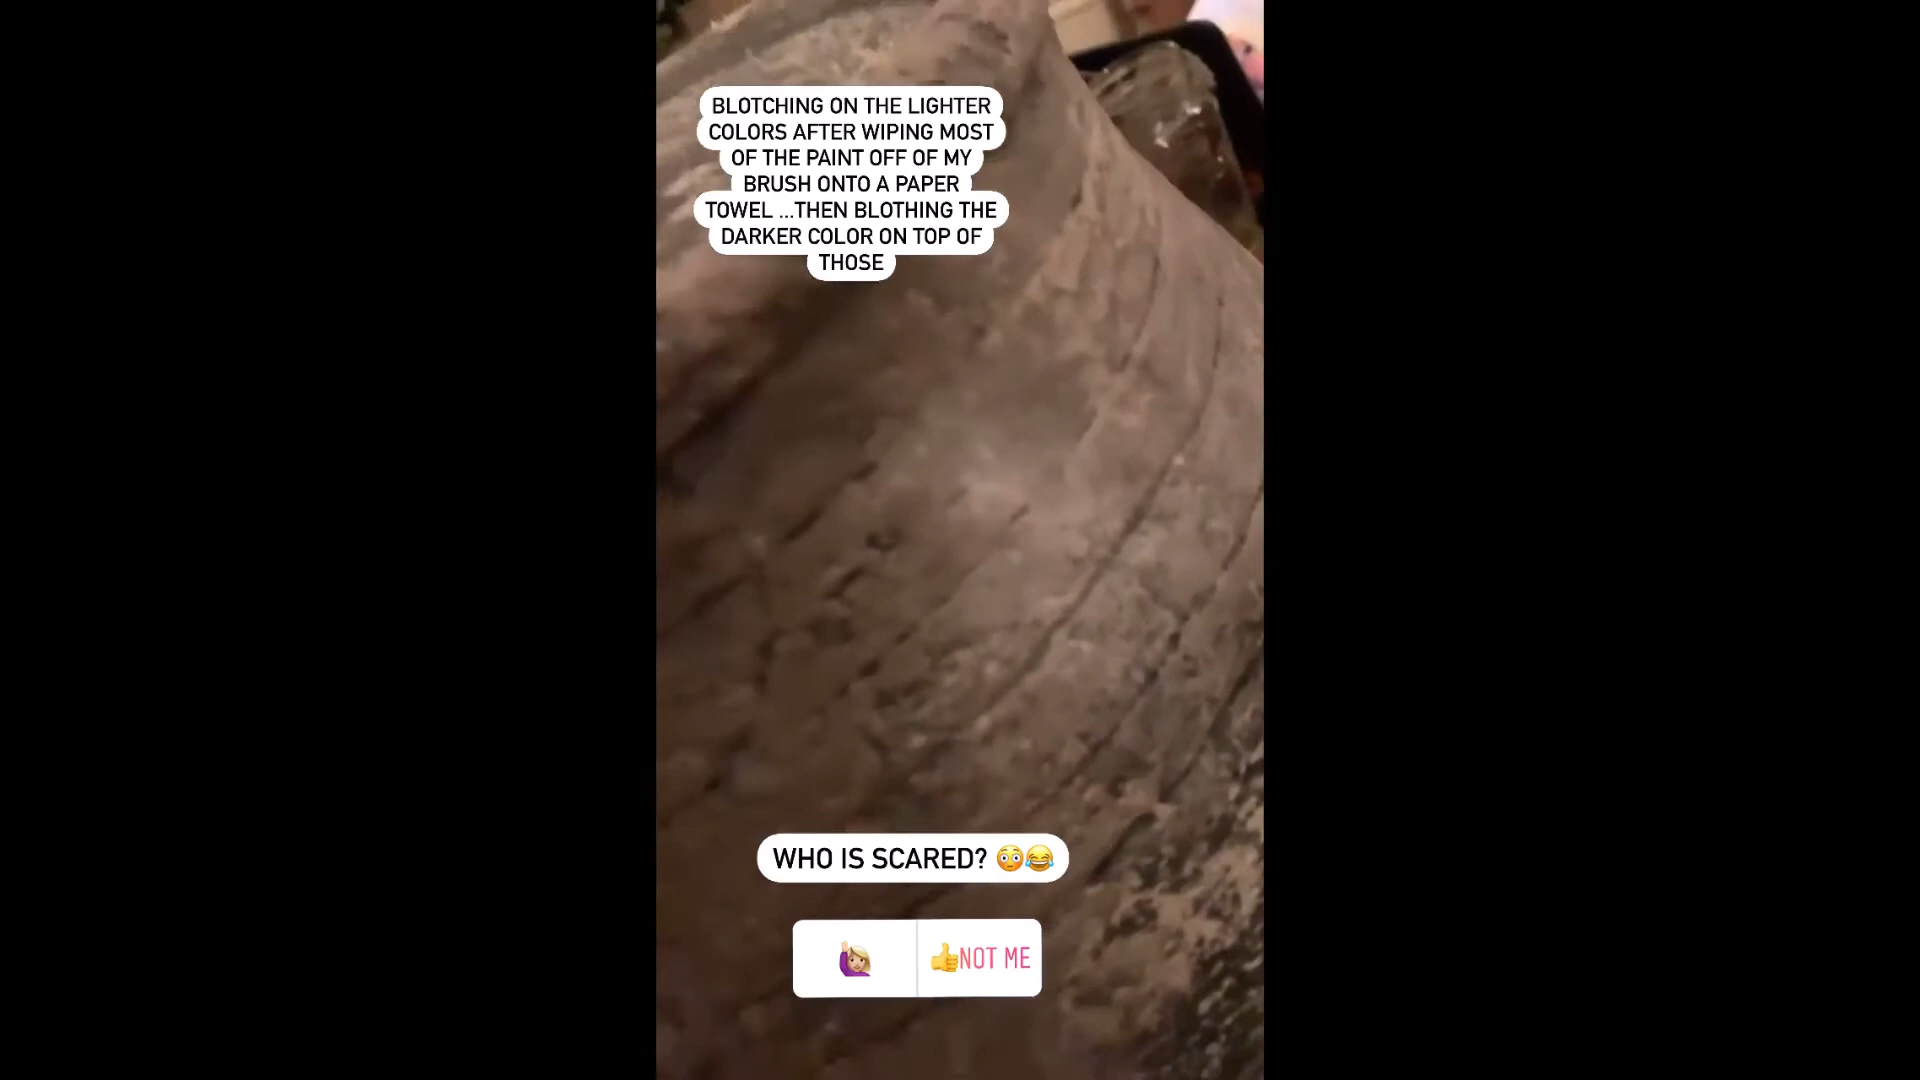 BLOTCHING ON THE LIGHTER
COLORS AFTER WIPING MOST
OF THE PAINT OFF OF MY
BRUSH ONTO A PAPER
TOWEL ...THEN BLOTHING THE
DARKER COLOR ON TOP OF
THOSE
WHO IS SCARED? 😳😂
🙋🏼‍♀️
👍NOT ME